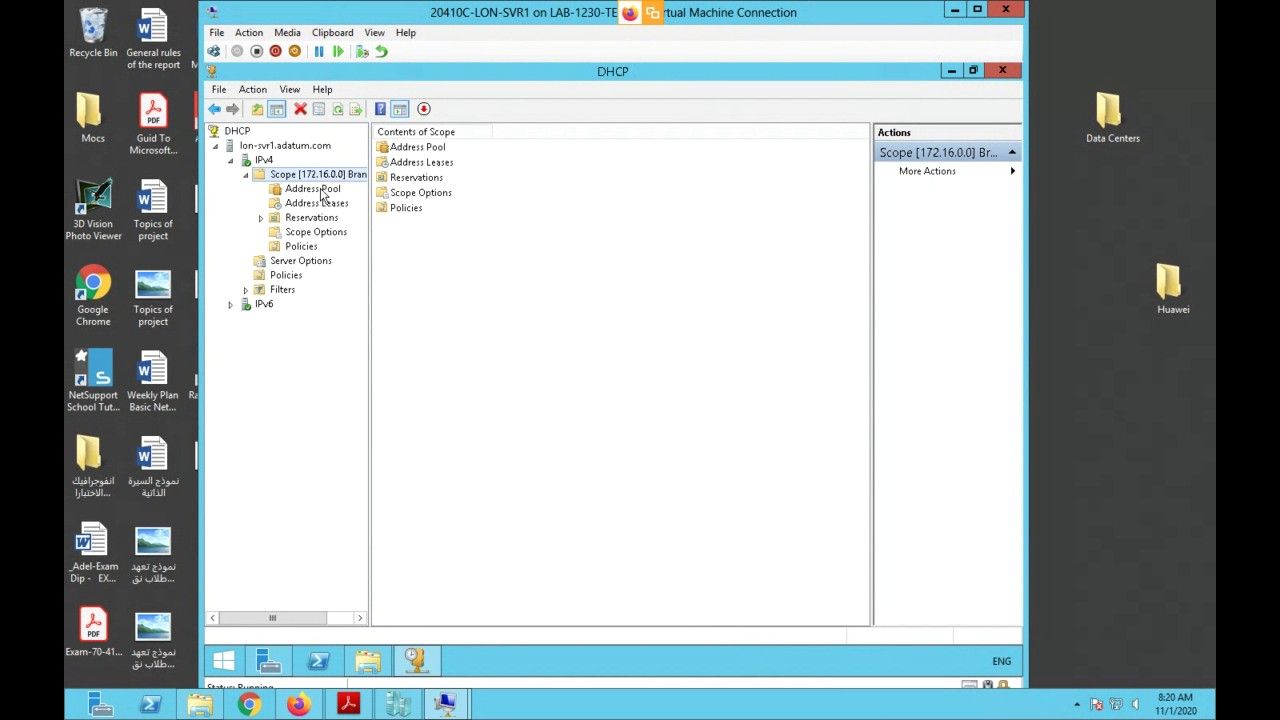 Recycle Bin
General rules
of the report
Mocs
Guid To
Microsoft...
3D Vision
Photo Viewer
Topics of
project
Google
Chrome
Topics of
project
NetSupport
School Tut...
Weekly Plan
Basic Net...
انفوجرافيك
الاختبارا...
نموذج السيرة
الذاتية
_Adel-Exam
Dip - EX...
نموذج تعهد
طلاب نق...
Exam-70-41...
نموذج تعهد
طلاب نق...
20410C-LON-SVR1 on LAB-1230-TE
rtual Machine Connection
File Action Media Clipboard View Help
DHCP
File Action View Help
DHCP
lon-svr1.adatum.com
IPv4
Scope [172.16.0.0] Bran
Address Pool
Address Leases
Reservations
Scope Options
Policies
Server Options
Policies
Filters
IPv6
Contents of Scope
Address Pool
Address Leases
Reservations
Scope Options
Policies
Actions
Scope [172.16.0.0] Br...
More Actions
ENG
Status: Running
Data Centers
Huawei
8:20 AM
11/1/2020